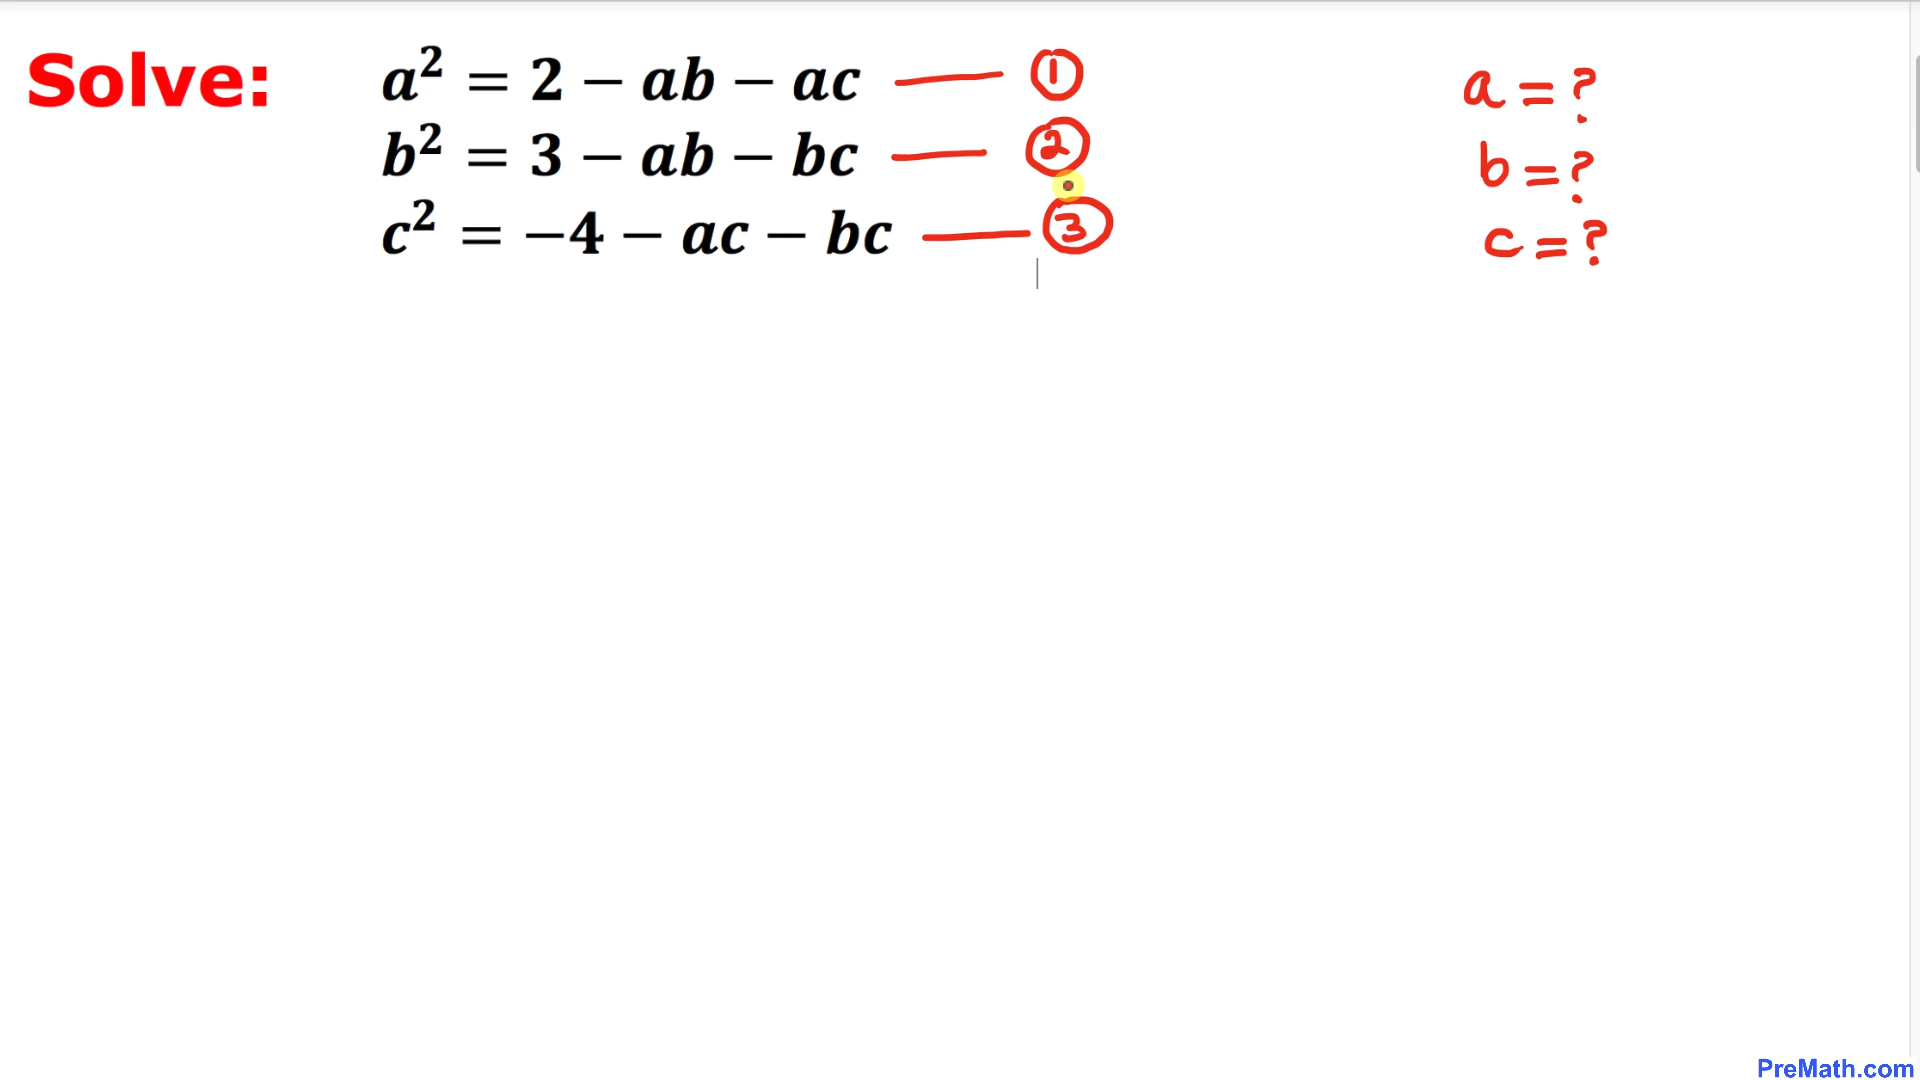 Solve: a² = 2 − ab − ac —— ① a = ?
b² = 3 − ab − bc —— ② b = ?
c² = −4 − ac − bc —— ③ c = ?
PreMath.com